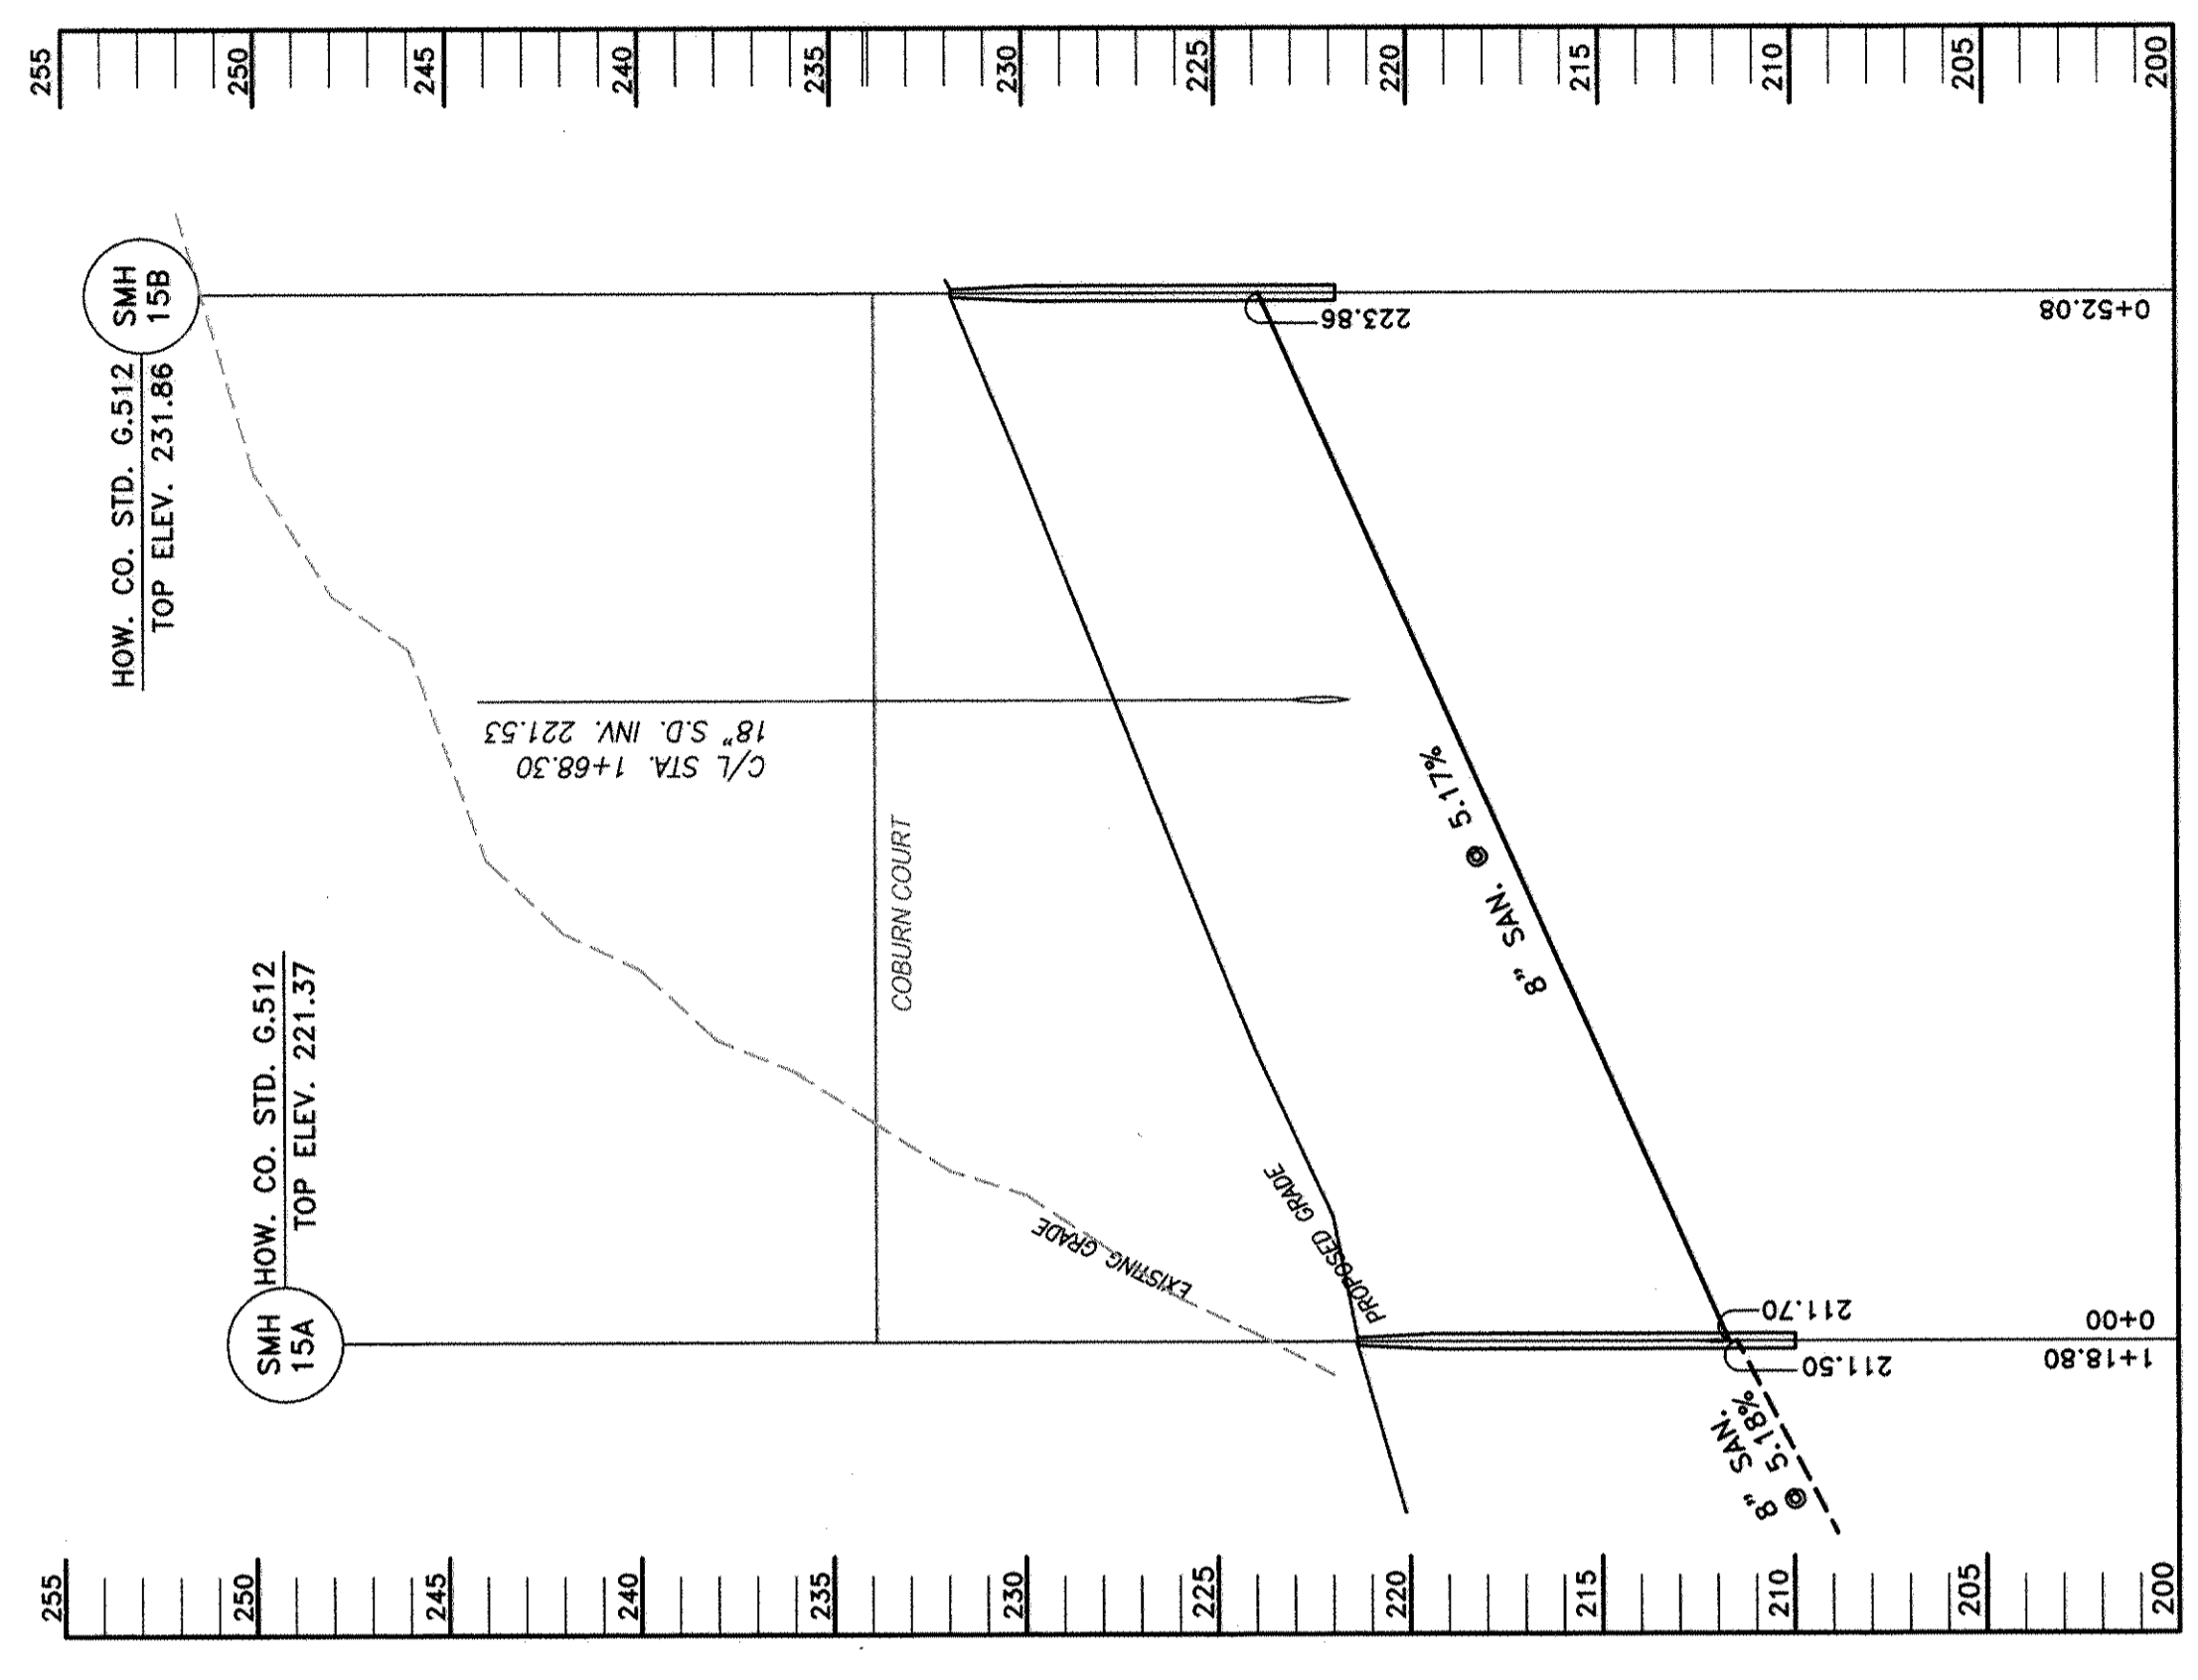 SMH
15A
HOW. CO. STD. G.512
TOP ELEV. 221.37
SMH
15B
HOW. CO. STD. G.512
TOP ELEV. 231.86
255
250
245
240
235
230
225
220
215
210
205
200
C/L STA. 1+68.30
18" S.D. INV. 221.53
COBURN COURT
EXISTING GRADE
PROPOSED GRADE
8" SAN. @ 5.17%
8" SAN.
@ 5.18%
223.86
211.70
211.50
0+00
1+18.80
0+52.08
255
250
245
240
235
230
225
220
215
210
205
200